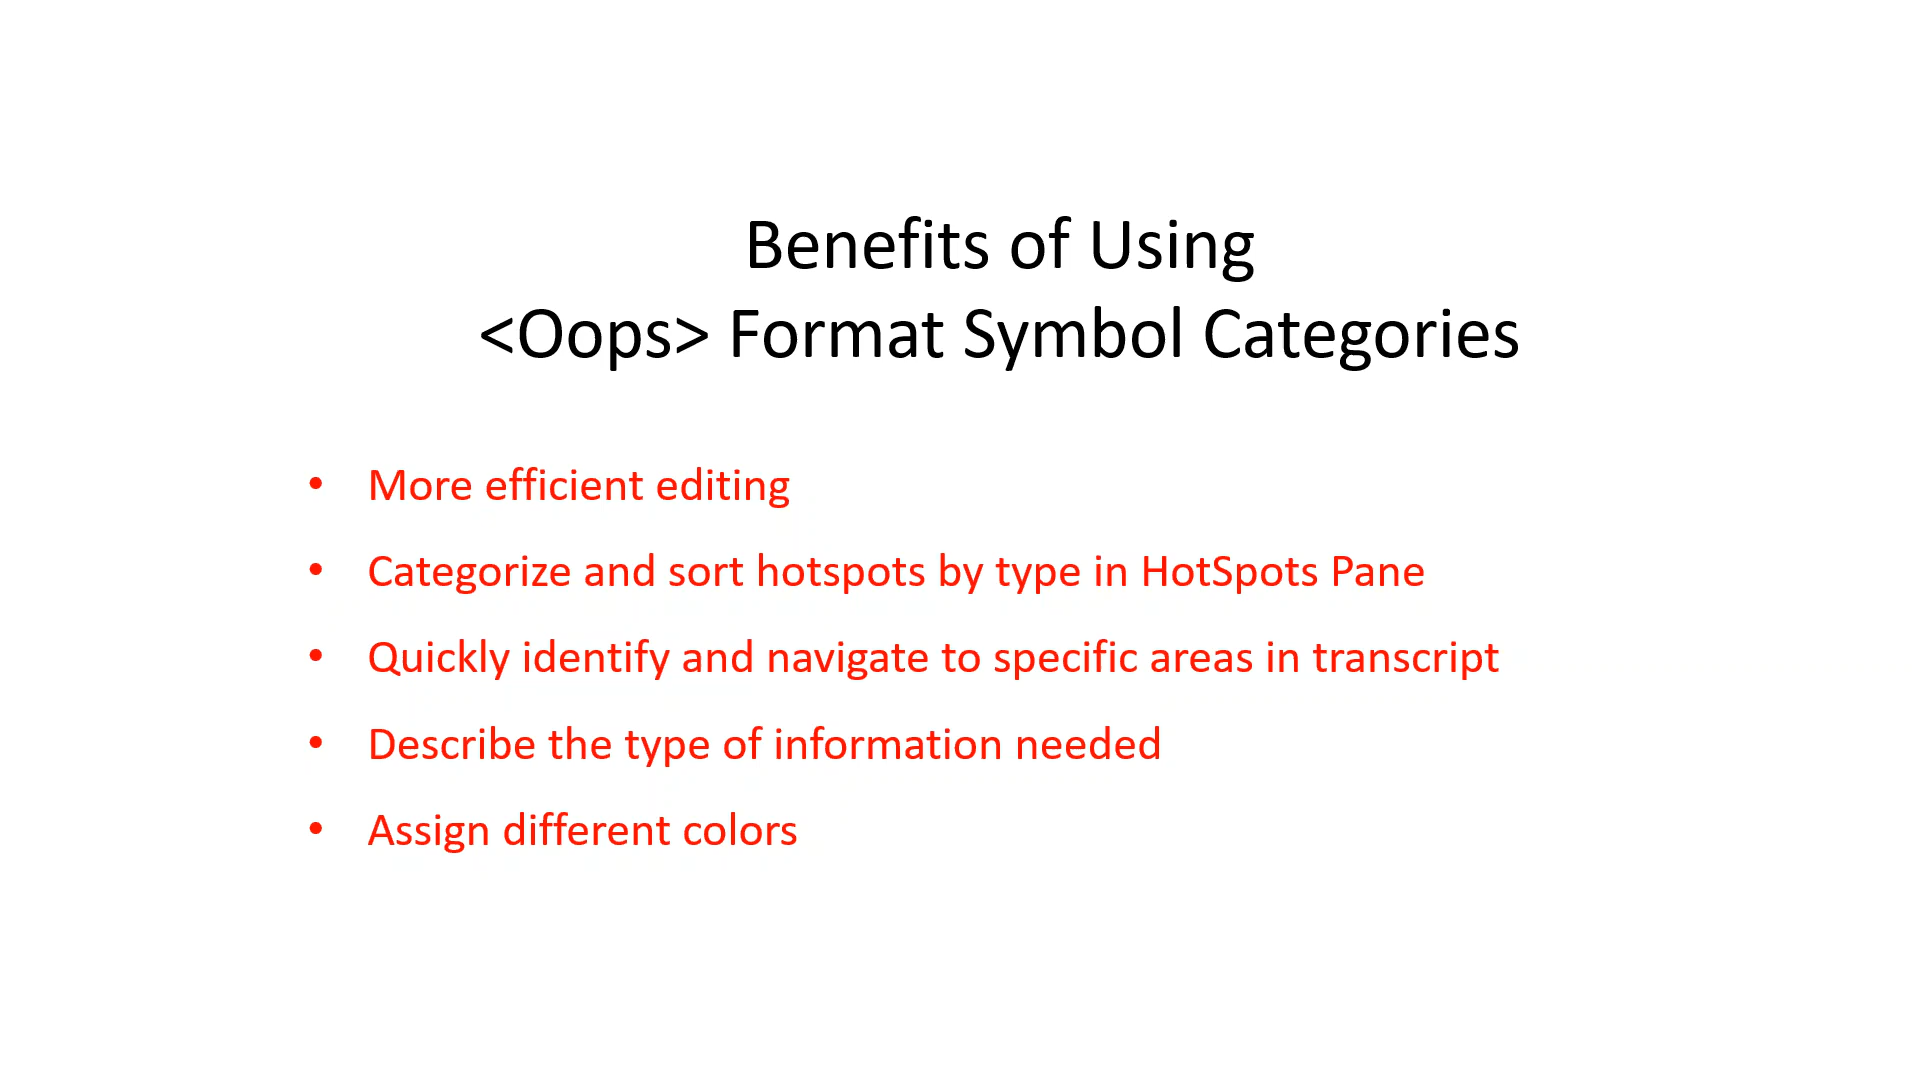 Benefits of Using
<Oops> Format Symbol Categories
• More efficient editing
• Categorize and sort hotspots by type in HotSpots Pane
• Quickly identify and navigate to specific areas in transcript
• Describe the type of information needed
• Assign different colors